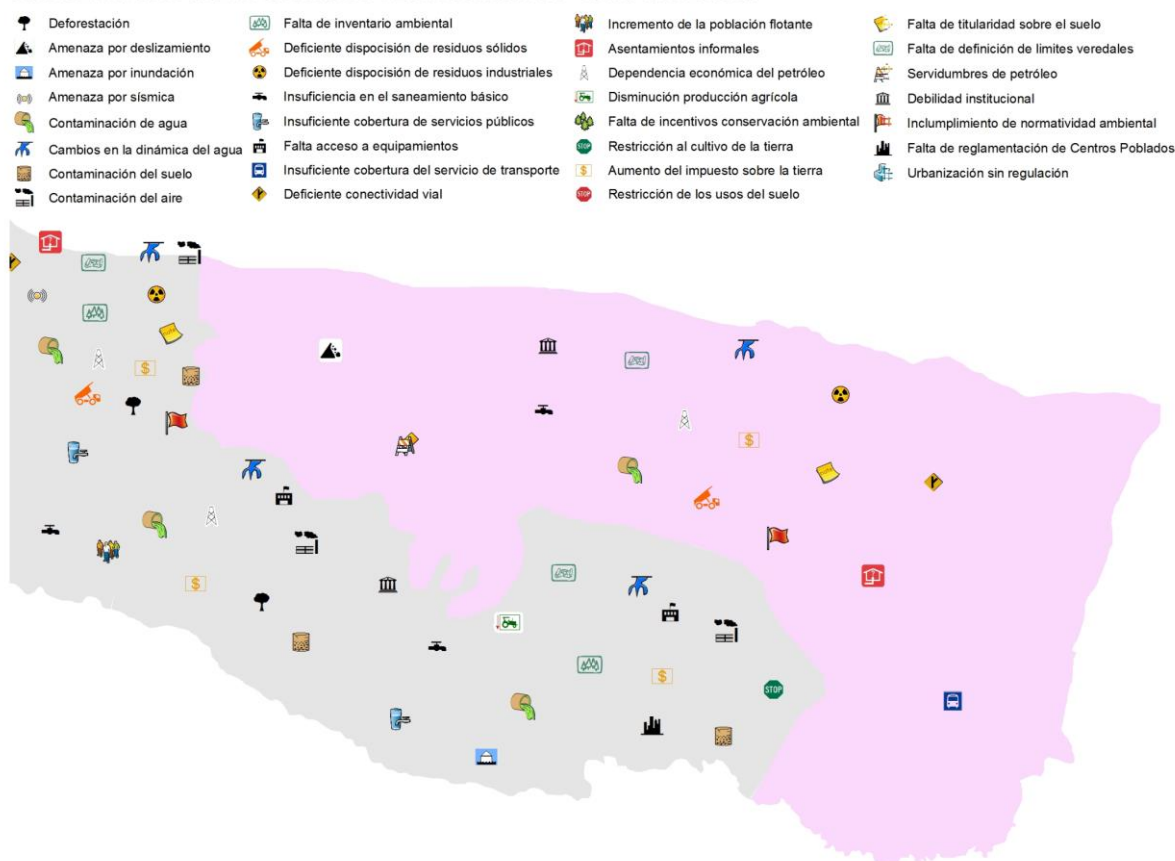 Deforestación
Amenaza por deslizamiento
Amenaza por inundación
Amenaza por sísmica
Contaminación de agua
Cambios en la dinámica del agua
Contaminación del suelo
Contaminación del aire
Falta de inventario ambiental
Deficiente disposción de residuos sólidos
Deficiente disposción de residuos industriales
Insuficiencia en el saneamiento básico
Insuficiente cobertura de servicios públicos
Falta acceso a equipamientos
Insuficiente cobertura del servicio de transporte
Deficiente conectividad vial
Incremento de la población flotante
Asentamientos informales
Dependencia económica del petróleo
Disminución producción agrícola
Falta de incentivos conservación ambiental
STOP Restricción al cultivo de la tierra
$ Aumento del impuesto sobre la tierra
STOP Restricción de los usos del suelo
Falta de titularidad sobre el suelo
Falta de definición de limites veredales
Servidumbres de petróleo
Debilidad institucional
Inclumplimiento de normatividad ambiental
Falta de reglamentación de Centros Poblados
Urbanización sin regulación
$
$
$
$
STOP